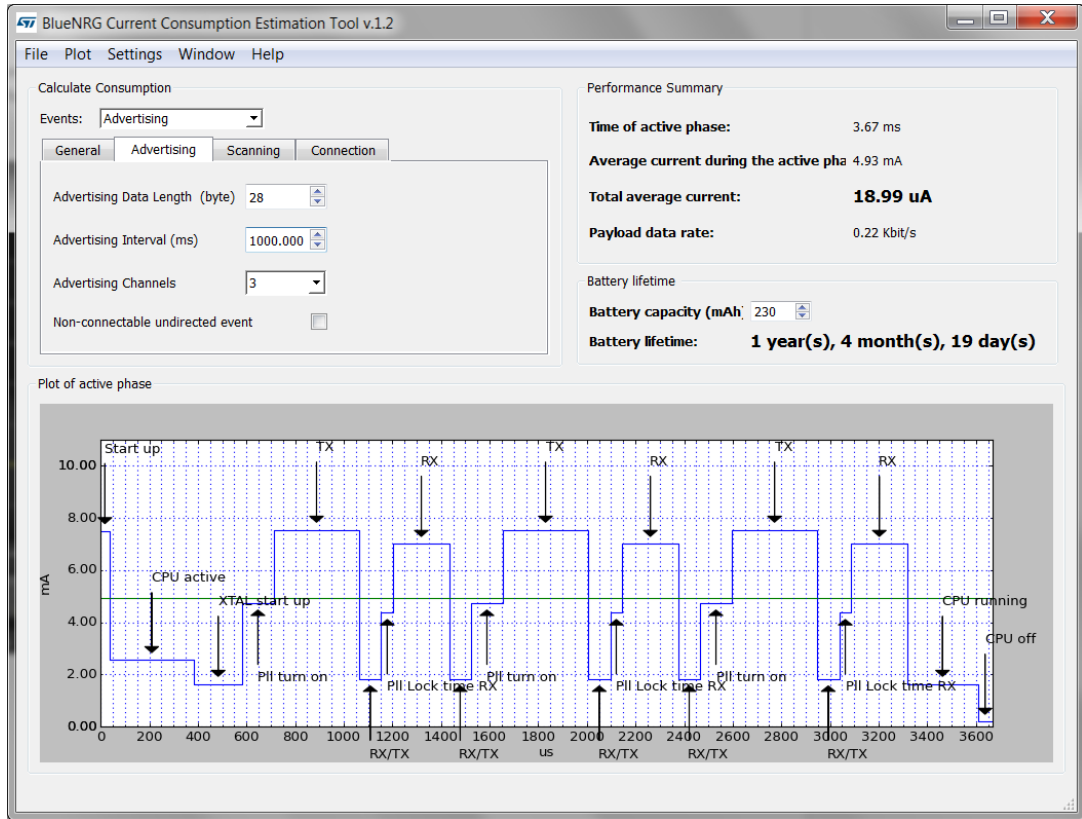 BlueNRG Current Consumption Estimation Tool v.1.2
File Plot Settings Window Help
Calculate Consumption
Events: Advertising
General Advertising Scanning Connection
Advertising Data Length (byte) 28
Advertising Interval (ms) 1000.000
Advertising Channels 3
Non-connectable undirected event
Performance Summary
Time of active phase: 3.67 ms
Average current during the active pha 4.93 mA
Total average current: 18.99 uA
Payload data rate: 0.22 Kbit/s
Battery lifetime
Battery capacity (mAh) 230
Battery lifetime: 1 year(s), 4 month(s), 19 day(s)
Plot of active phase
Start up TX TX TX
RX RX RX
10.00
8.00
6.00
4.00
2.00
0.00
mA
CPU active
XTAL start up CPU running
CPU off
Pll turn on Pll turn on Pll turn on
Pll Lock time RX Pll Lock time RX Pll Lock time RX
0 200 400 600 800 1000 1200 1400 1600 1800 2000 2200 2400 2600 2800 3000 3200 3400 3600
us
RX/TX RX/TX RX/TX RX/TX RX/TX